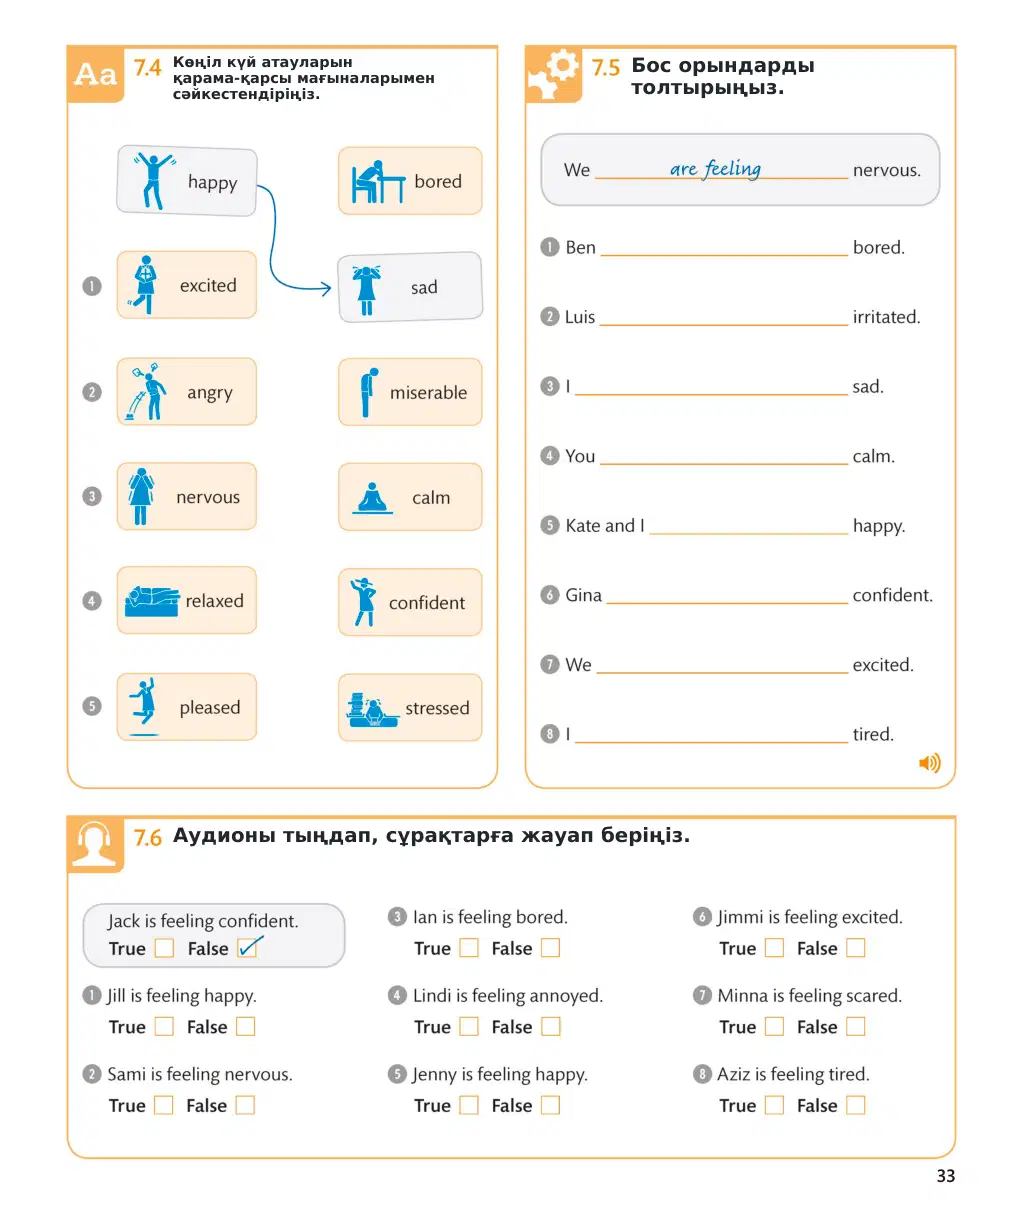 Aa 7.4 Көңіл күй атауларын
қарама-қарсы мағыналарымен
сәйкестендіріңіз.
happy
bored
1 excited
sad
2 angry
miserable
3 nervous
calm
4 relaxed
confident
5 pleased
stressed
7.5 Бос орындарды
толтырыңыз.
We are feeling nervous.
1 Ben bored.
2 Luis irritated.
3 I sad.
4 You calm.
5 Kate and I happy.
6 Gina confident.
7 We excited.
8 I tired.
7.6 Аудионы тыңдап, сұрақтарға жауап беріңіз.
Jack is feeling confident.
True False
1 Jill is feeling happy.
True False
2 Sami is feeling nervous.
True False
3 Ian is feeling bored.
True False
4 Lindi is feeling annoyed.
True False
5 Jenny is feeling happy.
True False
6 Jimmi is feeling excited.
True False
7 Minna is feeling scared.
True False
8 Aziz is feeling tired.
True False
33